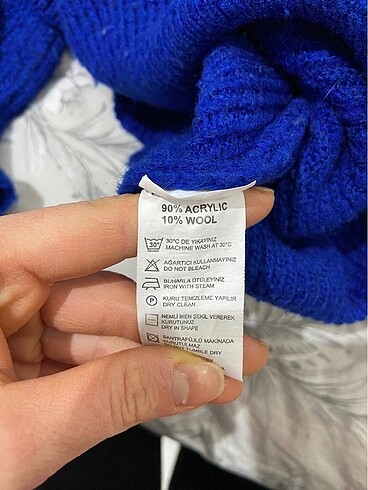 90% ACRYLIC
10% WOOL
30°
30°C DE YIKAYINIZ
MACHINE WASH AT 30°C
AĞARTICI KULLANMAYINIZ
DO NOT BLEACH
BUHARLA ÜTÜLEYİNİZ
IRON WITH STEAM
P
KURU TEMİZLEME YAPILIR
DRY CLEAN
NEMLİ İKEN ŞEKİL VEREREK
KURUTUNUZ
DRY IN SHAPE
SANTRAFÜJLÜ MAKİNADA
KURUTULMAZ
TUMBLE DRY